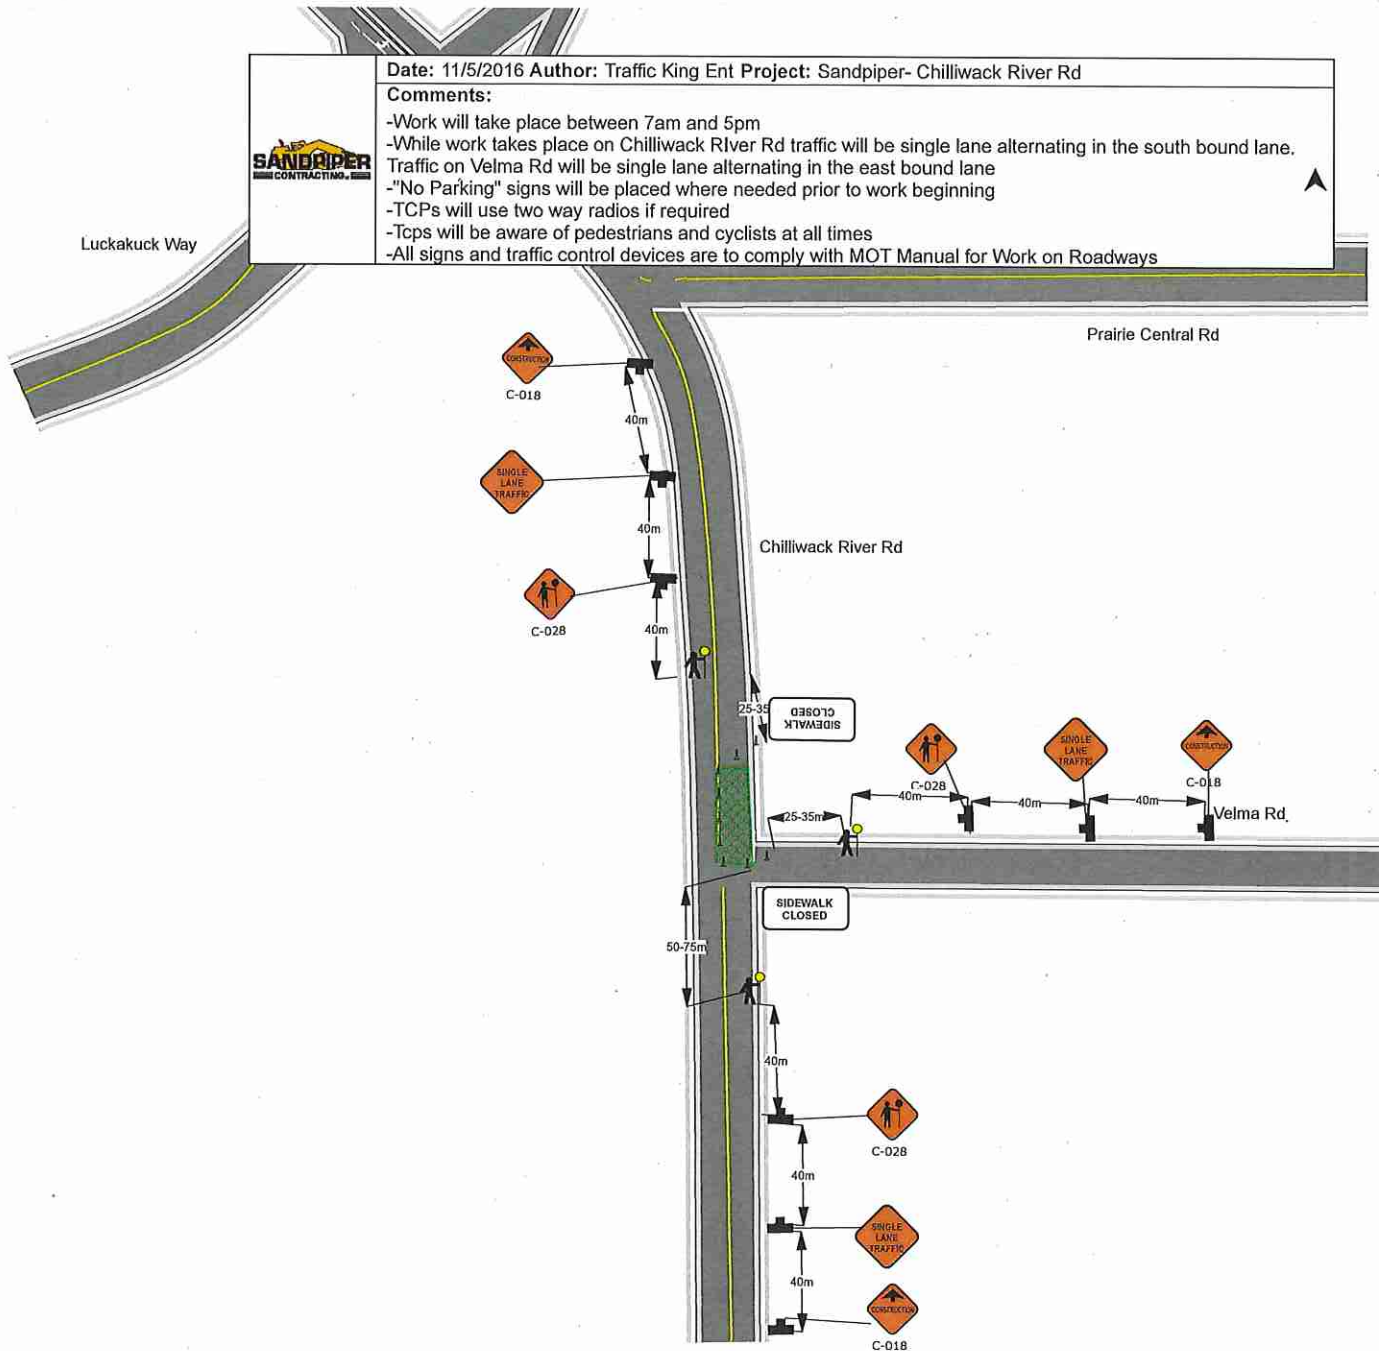 Date: 11/5/2016 Author: Traffic King Ent Project: Sandpiper- Chilliwack River Rd
Comments:
-Work will take place between 7am and 5pm
-While work takes place on Chilliwack RIver Rd traffic will be single lane alternating in the south bound lane.
Traffic on Velma Rd will be single lane alternating in the east bound lane
-"No Parking" signs will be placed where needed prior to work beginning
-TCPs will use two way radios if required
-Tcps will be aware of pedestrians and cyclists at all times
-All signs and traffic control devices are to comply with MOT Manual for Work on Roadways
SANDPIPER
CONTRACTING
Luckakuck Way
Prairie Central Rd
CONSTRUCTION
C-018
40m
SINGLE
LANE
TRAFFIC
40m
Chilliwack River Rd
C-028
40m
25-35
SIDEWALK
CLOSED
C-028
SINGLE
LANE
TRAFFIC
CONSTRUCTION
C-018
40m
40m
40m
Velma Rd
25-35m
SIDEWALK
CLOSED
50-75m
40m
C-028
40m
SINGLE
LANE
TRAFFIC
40m
CONSTRUCTION
C-018